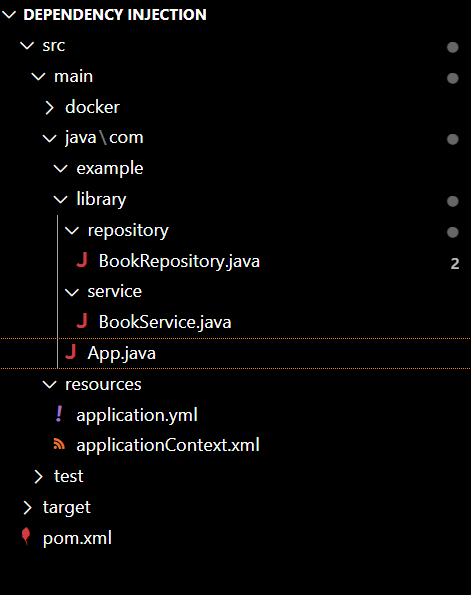 DEPENDENCY INJECTION
src
main
docker
java\com
example
library
repository
BookRepository.java 2
service
BookService.java
App.java
resources
! application.yml
applicationContext.xml
test
target
pom.xml